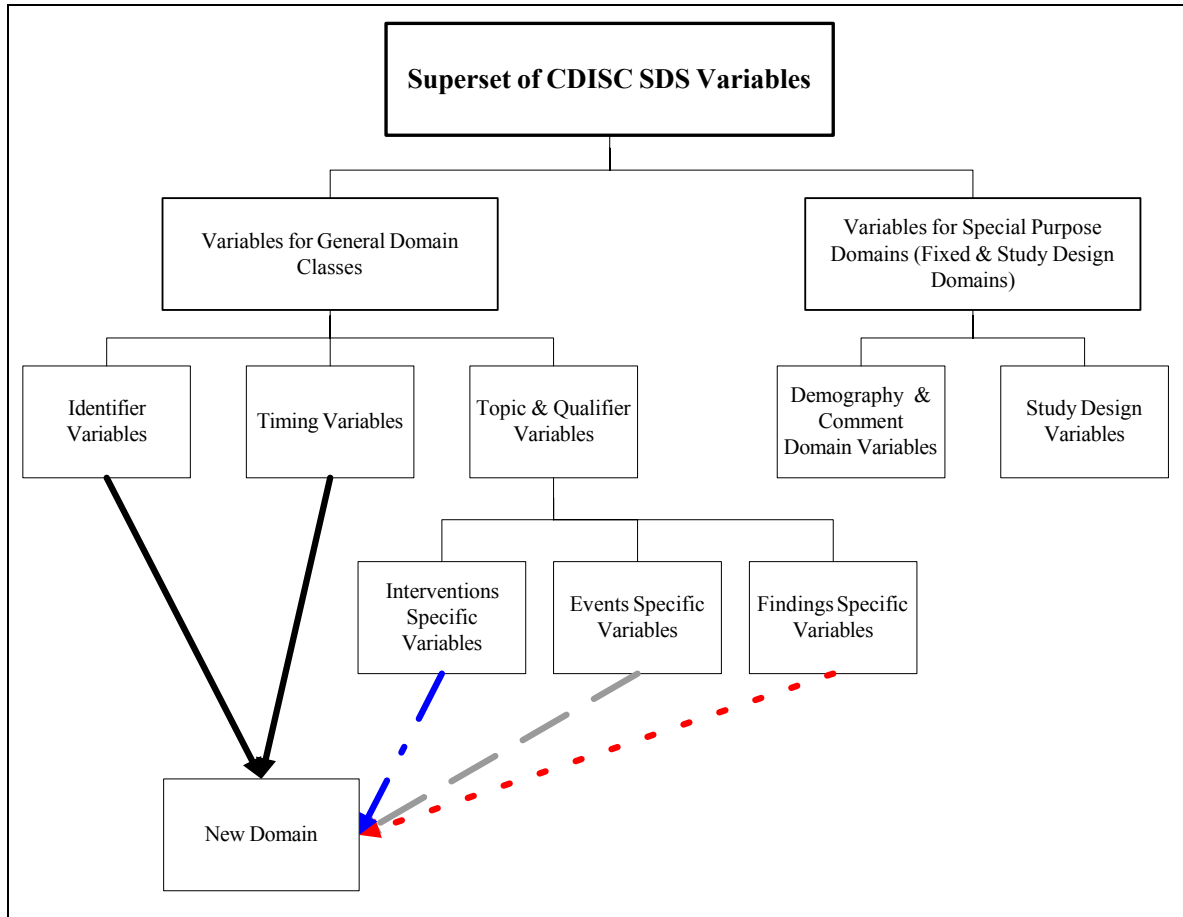 Superset of CDISC SDS Variables
Variables for General Domain
Classes
Variables for Special Purpose
Domains (Fixed & Study Design
Domains)
Identifier
Variables
Timing Variables
Topic & Qualifier
Variables
Demography &
Comment
Domain Variables
Study Design
Variables
Interventions
Specific
Variables
Events Specific
Variables
Findings Specific
Variables
New Domain